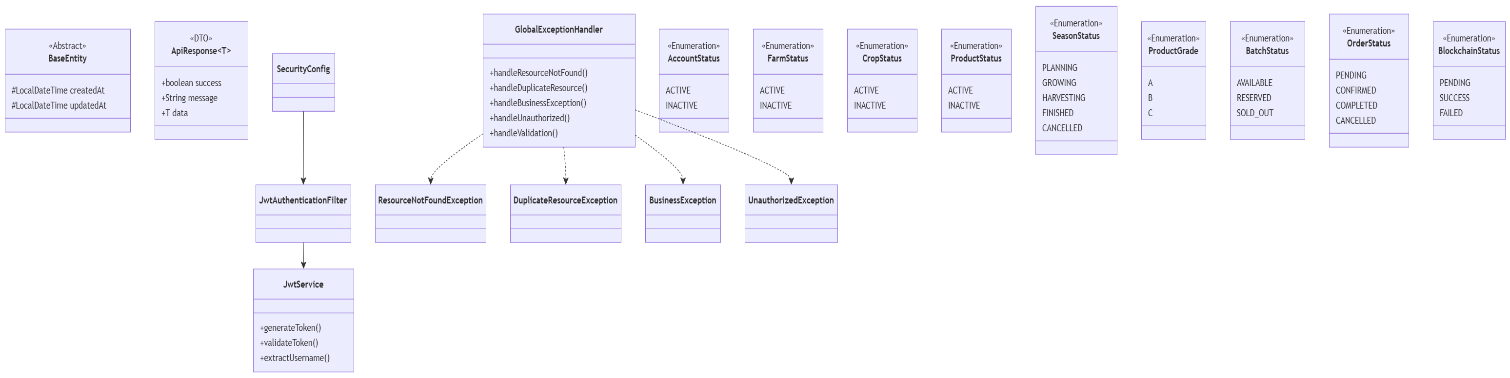 «Abstract»
BaseEntity
#LocalDateTime createdAt
#LocalDateTime updatedAt
«DTO»
ApiResponse<T>
+boolean success
+String message
+T data
SecurityConfig
GlobalExceptionHandler
+handleResourceNotFound()
+handleDuplicateResource()
+handleBusinessException()
+handleUnauthorized()
+handleValidation()
«Enumeration»
AccountStatus
ACTIVE
INACTIVE
«Enumeration»
FarmStatus
ACTIVE
INACTIVE
«Enumeration»
CropStatus
ACTIVE
INACTIVE
«Enumeration»
ProductStatus
ACTIVE
INACTIVE
«Enumeration»
SeasonStatus
PLANNING
GROWING
HARVESTING
FINISHED
CANCELLED
«Enumeration»
ProductGrade
A
B
C
«Enumeration»
BatchStatus
AVAILABLE
RESERVED
SOLD_OUT
«Enumeration»
OrderStatus
PENDING
CONFIRMED
COMPLETED
CANCELLED
«Enumeration»
BlockchainStatus
PENDING
SUCCESS
FAILED
JwtAuthenticationFilter
ResourceNotFoundException
DuplicateResourceException
BusinessException
UnauthorizedException
JwtService
+generateToken()
+validateToken()
+extractUsername()